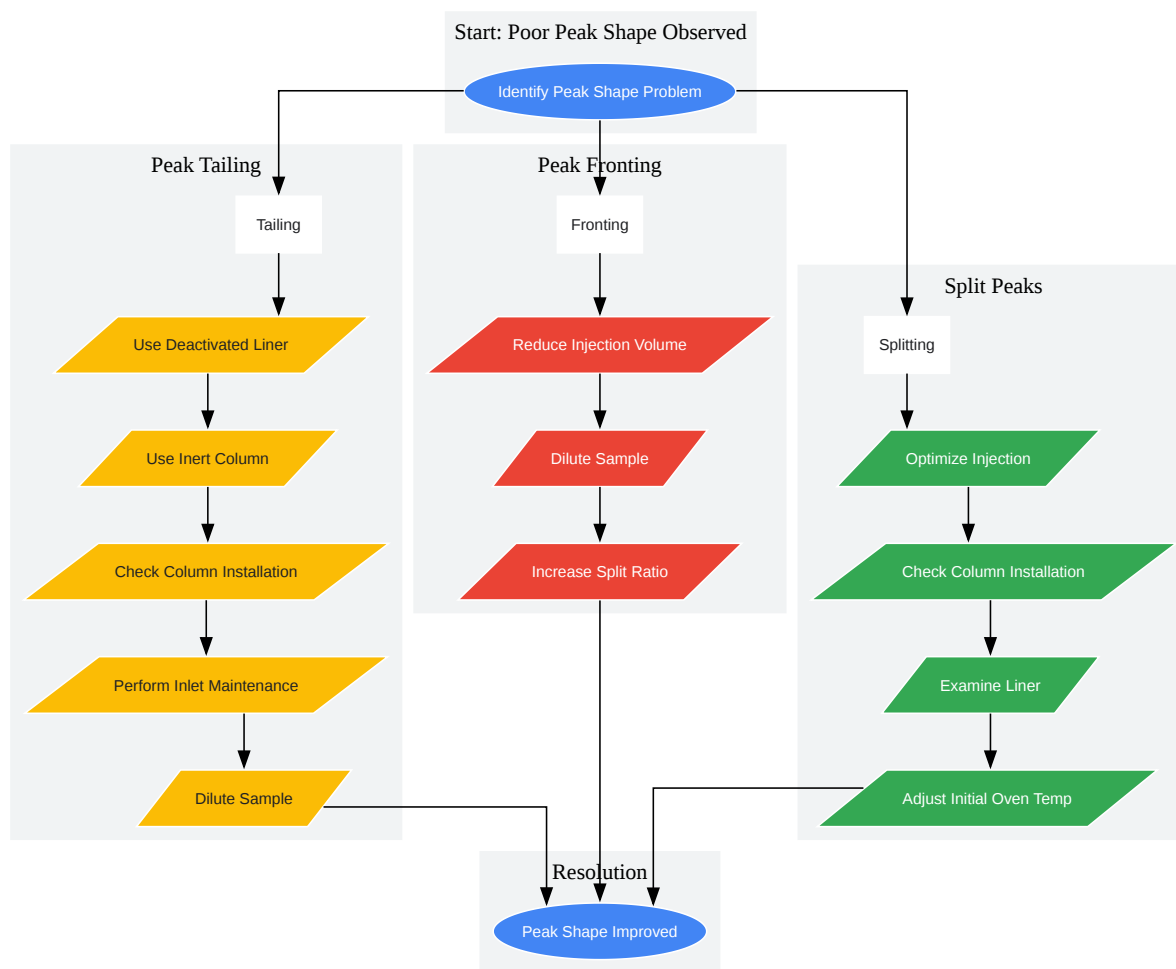 Start: Poor Peak Shape Observed
Identify Peak Shape Problem
Peak Tailing
Tailing
Use Deactivated Liner
Use Inert Column
Check Column Installation
Perform Inlet Maintenance
Dilute Sample
Peak Fronting
Fronting
Reduce Injection Volume
Dilute Sample
Increase Split Ratio
Split Peaks
Splitting
Optimize Injection
Check Column Installation
Examine Liner
Adjust Initial Oven Temp
Resolution
Peak Shape Improved